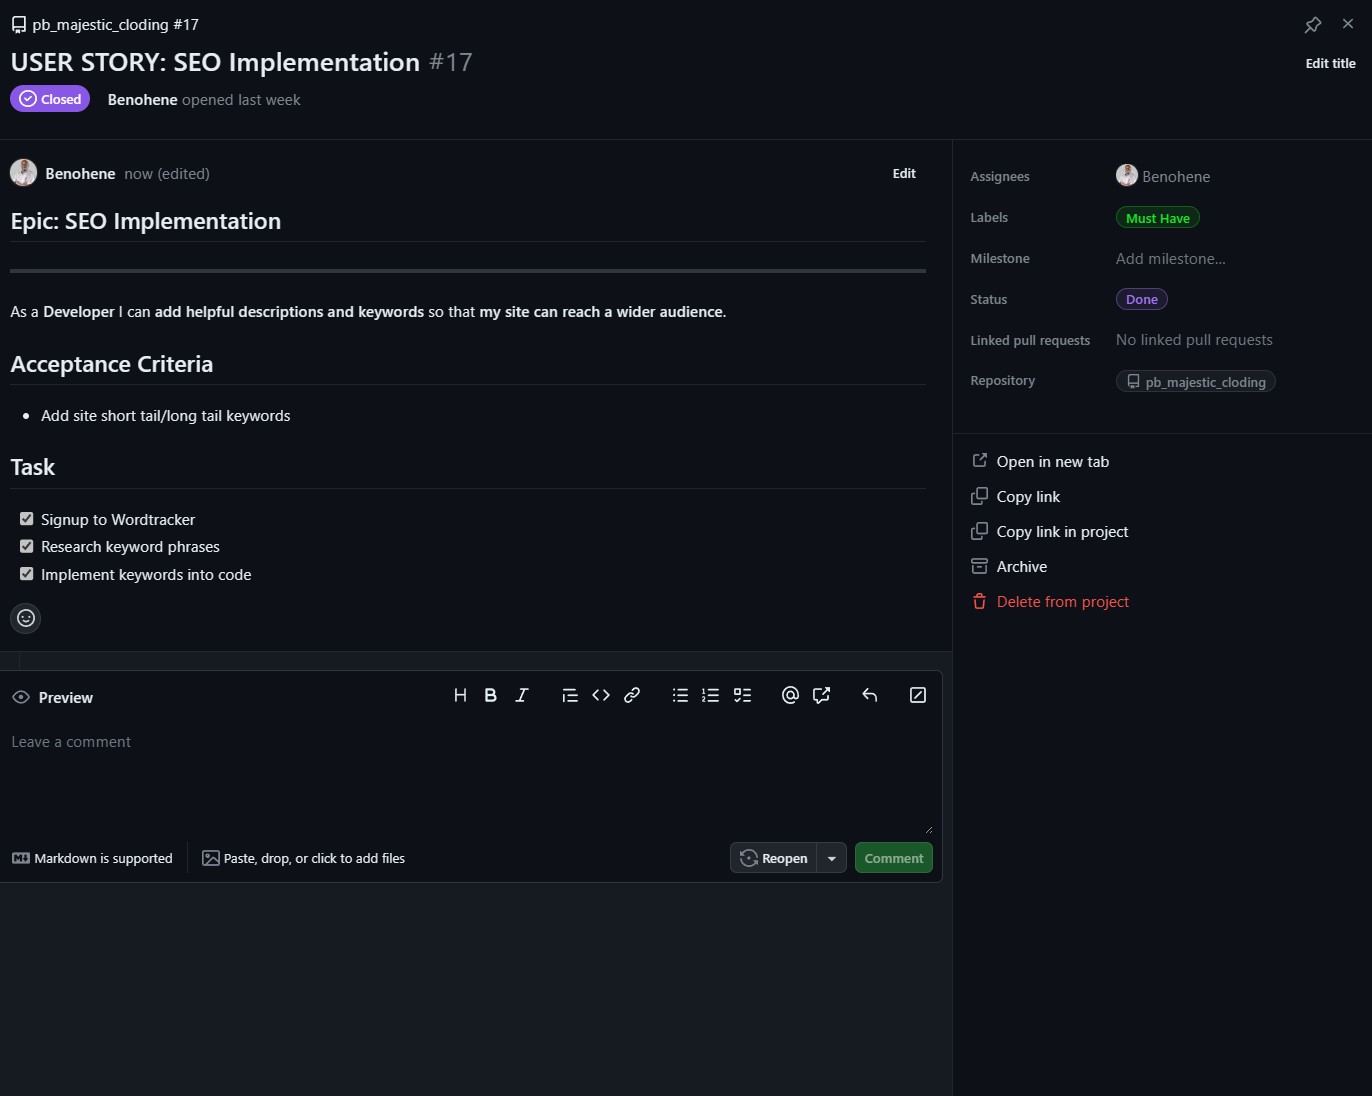 pb_majestic_cloding #17
USER STORY: SEO Implementation #17
Edit title
Closed
Benohene opened last week
Benohene now (edited)
Edit
Epic: SEO Implementation
As a Developer I can add helpful descriptions and keywords so that my site can reach a wider audience.
Acceptance Criteria
Add site short tail/long tail keywords
Task
Signup to Wordtracker
Research keyword phrases
Implement keywords into code
Preview
Leave a comment
Markdown is supported
Paste, drop, or click to add files
Reopen
Comment
Assignees
Benohene
Labels
Must Have
Milestone
Add milestone...
Status
Done
Linked pull requests
No linked pull requests
Repository
pb_majestic_cloding
Open in new tab
Copy link
Copy link in project
Archive
Delete from project